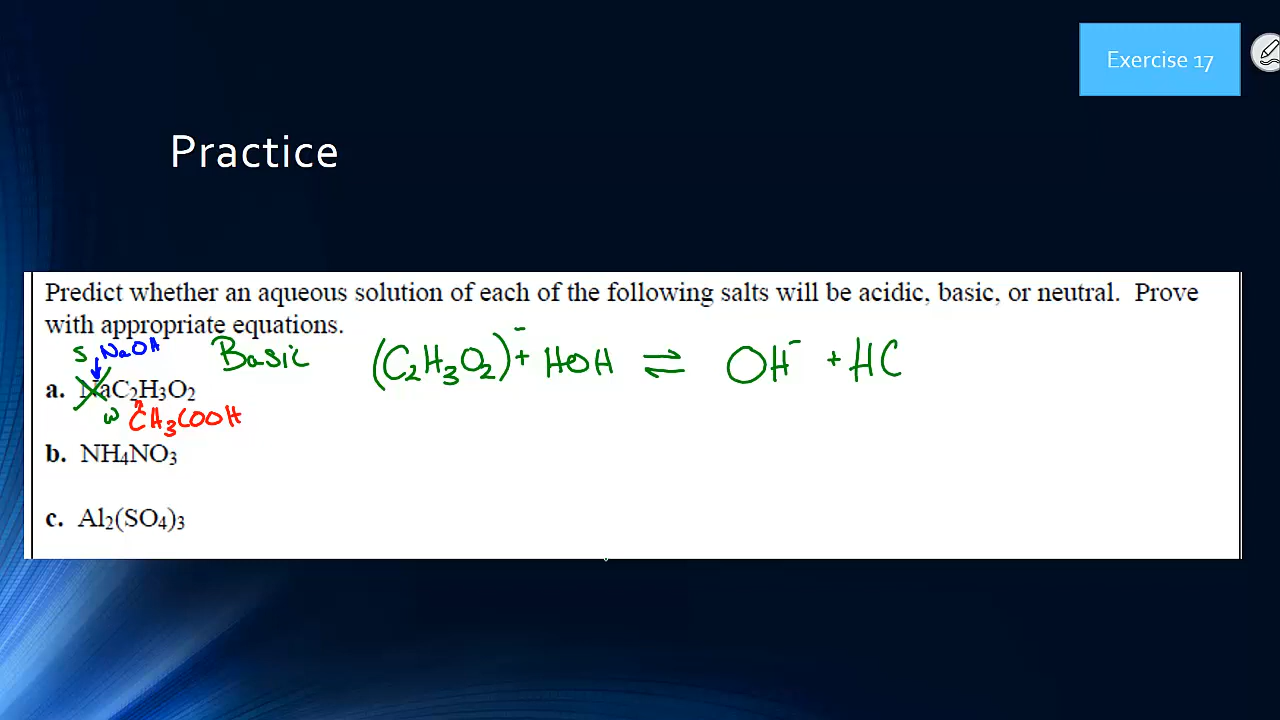 Exercise 17
Practice
Predict whether an aqueous solution of each of the following salts will be acidic, basic, or neutral. Prove
with appropriate equations.
S NaOH Basic (C₂H₃O₂)⁻ + HOH ⇌ OH⁻ + HC
a. NaC₂H₃O₂
w CH₃COOH
b. NH₄NO₃
c. Al₂(SO₄)₃